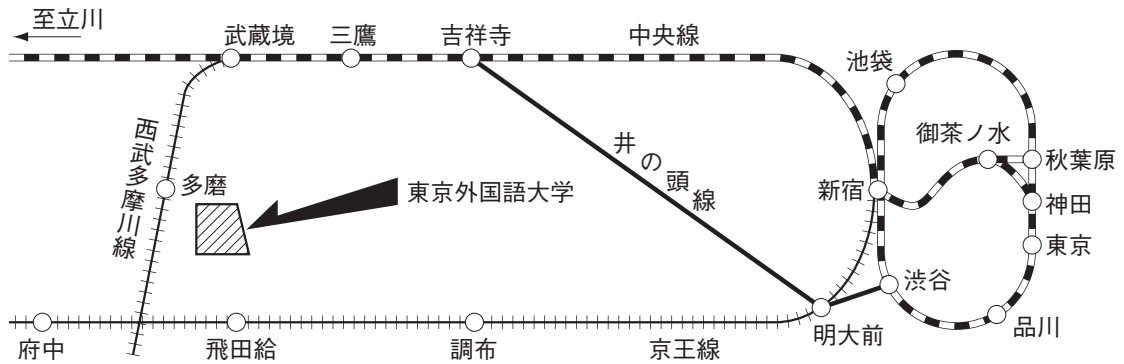 至立川
武蔵境
三鷹
吉祥寺
中央線
池袋
御茶ノ水
秋葉原
西武多摩川線
多磨
東京外国語大学
井の頭線
新宿
神田
東京
渋谷
明大前
品川
府中
飛田給
調布
京王線